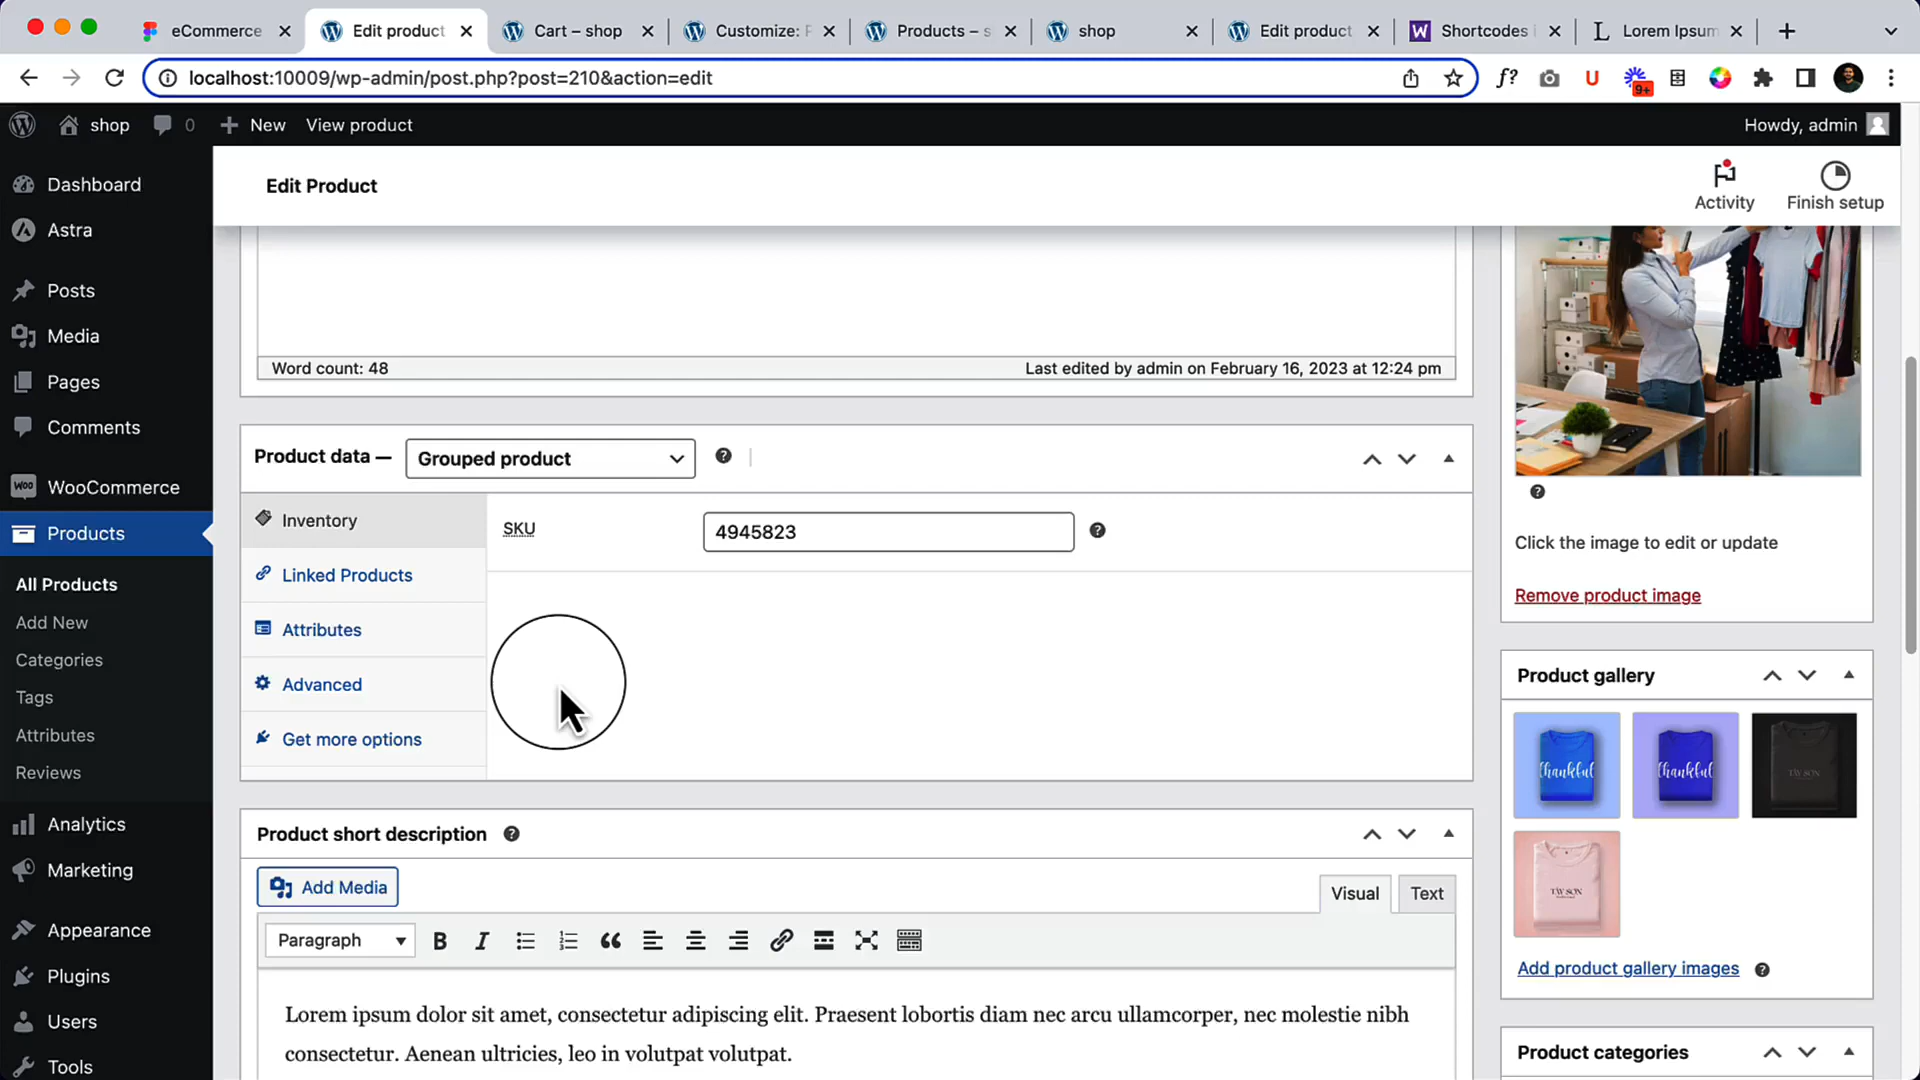 eCommerce
Edit product
Cart – shop
Customize: P
Products – s
shop
Edit product
W Shortcodes
L Lorem Ipsum
localhost:10009/wp-admin/post.php?post=210&action=edit
f?
U
9+
shop
0
New
View product
Howdy, admin
Dashboard
Astra
Posts
Media
Pages
Comments
WooCommerce
Products
All Products
Add New
Categories
Tags
Attributes
Reviews
Analytics
Marketing
Appearance
Plugins
Users
Tools
Edit Product
Activity
Finish setup
Word count: 48
Last edited by admin on February 16, 2023 at 12:24 pm
Product data —
Grouped product
Inventory
Linked Products
Attributes
Advanced
Get more options
SKU
4945823
Product short description
Add Media
Visual
Text
Paragraph
Lorem ipsum dolor sit amet, consectetur adipiscing elit. Praesent lobortis diam nec arcu ullamcorper, nec molestie nibh
consectetur. Aenean ultricies, leo in volutpat volutpat.
Click the image to edit or update
Remove product image
Product gallery
thankful
thankful
TÂY SƠN
TÂY SƠN
Add product gallery images
Product categories